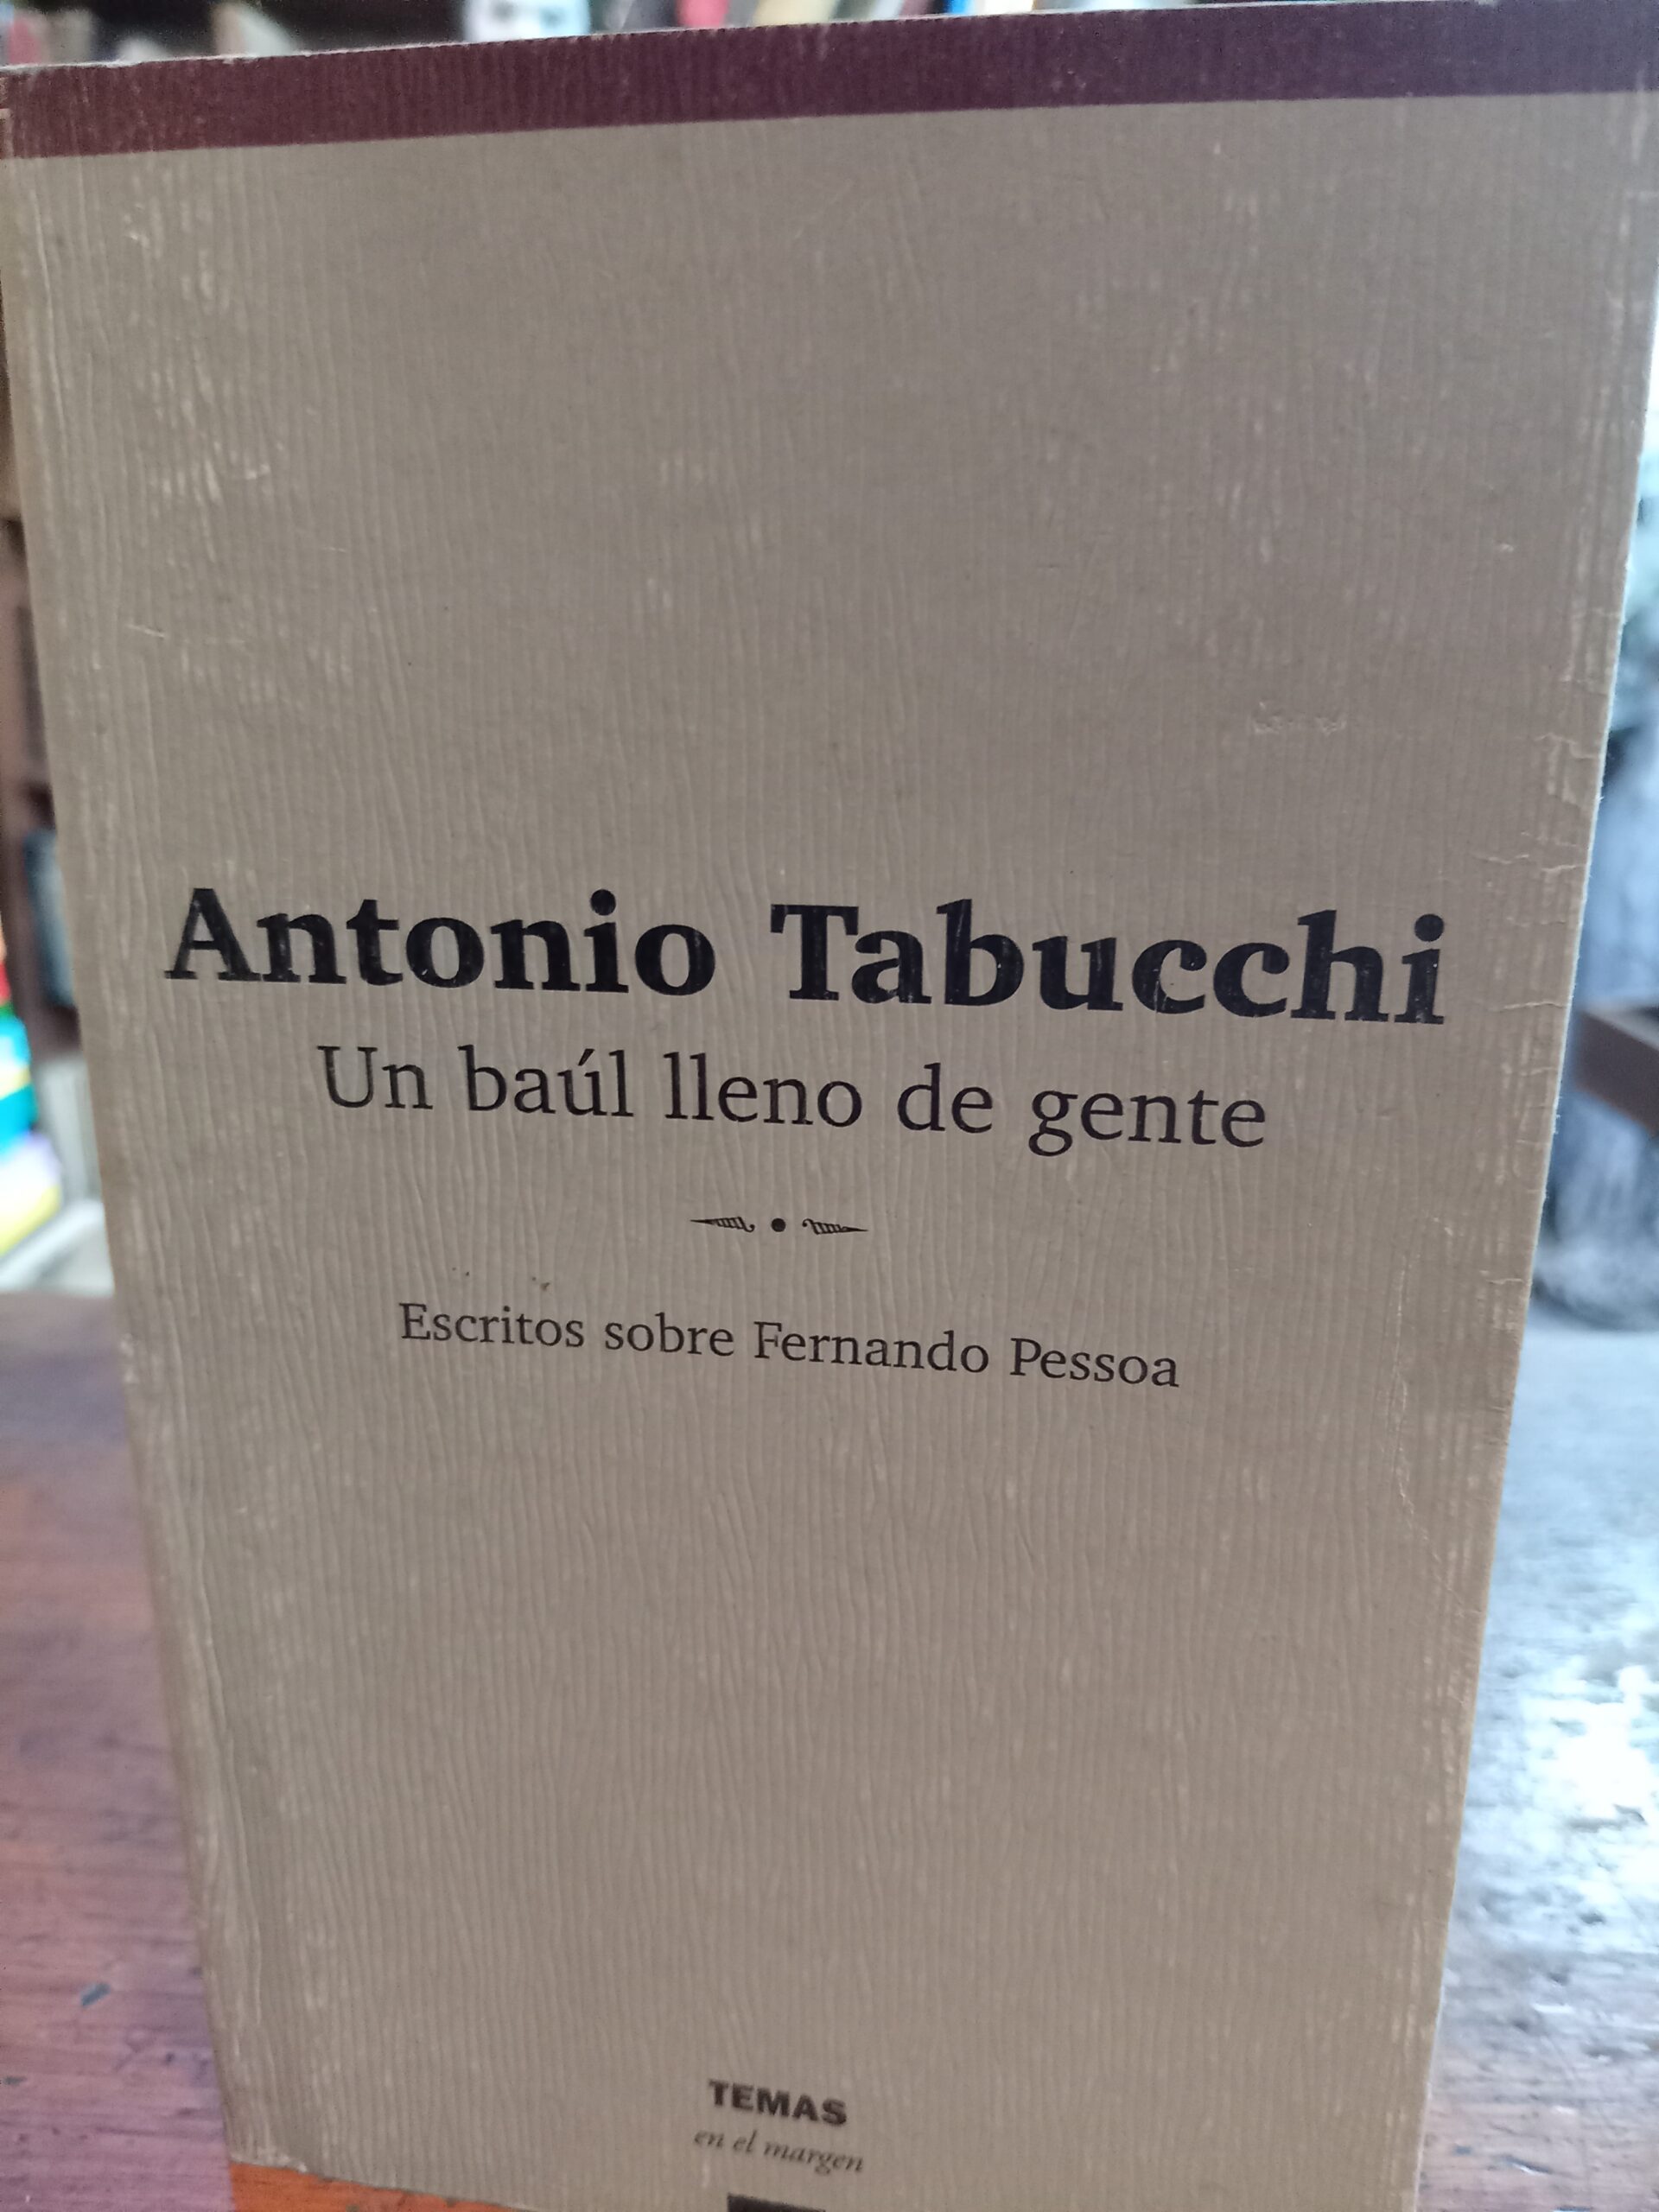 Antonio Tabucchi
Un baúl lleno de gente
Escritos sobre Fernando Pessoa
TEMAS
en el margen